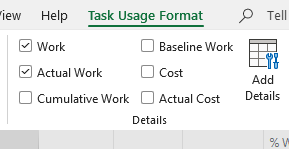 View Help Task Usage Format Tell
Work Baseline Work
Actual Work Cost Add
Cumulative Work Actual Cost Details
Details
% W